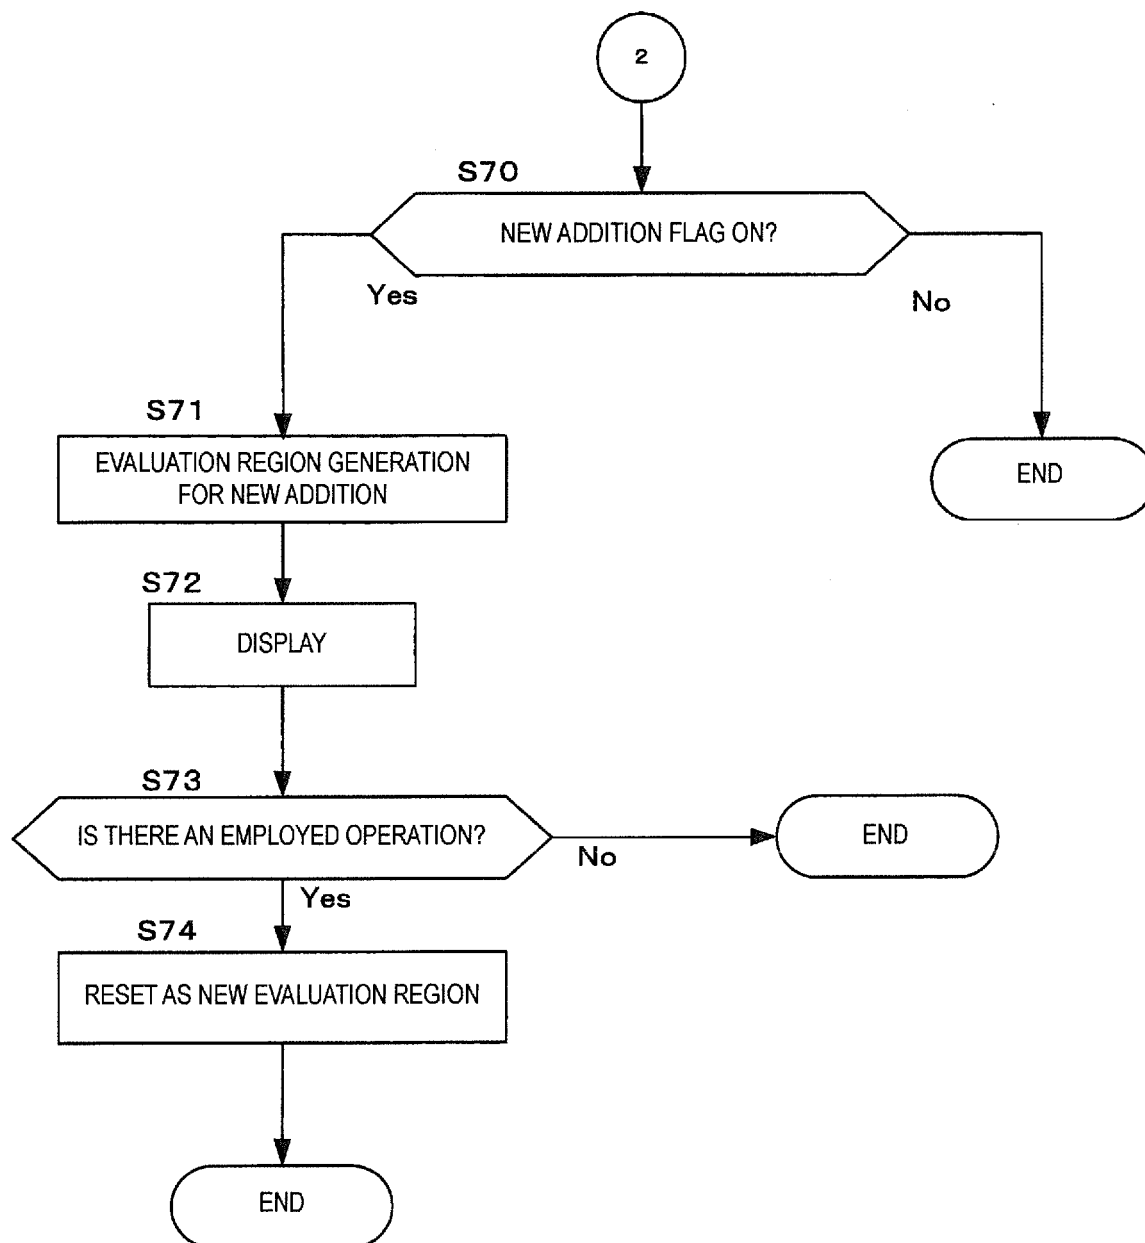 2
S70
NEW ADDITION FLAG ON?
Yes
No
S71
EVALUATION REGION GENERATION
FOR NEW ADDITION
END
S72
DISPLAY
S73
IS THERE AN EMPLOYED OPERATION?
No
END
Yes
S74
RESET AS NEW EVALUATION REGION
END